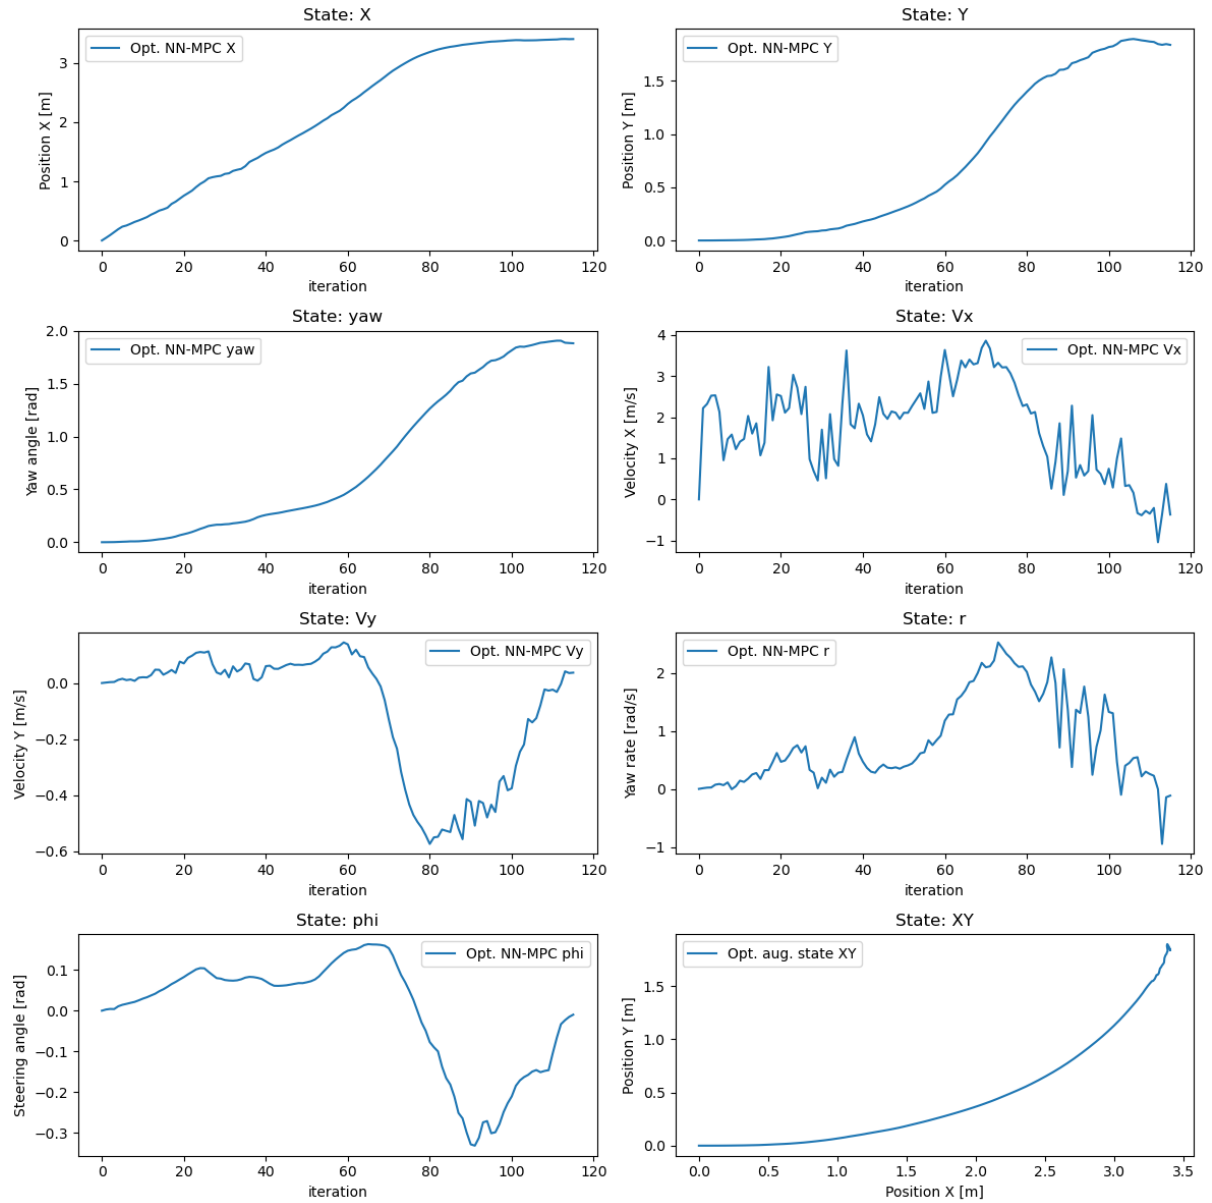 State: X
Opt. NN-MPC X
Position X [m]
3
2
1
0
0 20 40 60 80 100 120
iteration
State: Y
Opt. NN-MPC Y
Position Y [m]
1.5
1.0
0.5
0.0
0 20 40 60 80 100 120
iteration
State: yaw
Opt. NN-MPC yaw
Yaw angle [rad]
2.0
1.5
1.0
0.5
0.0
0 20 40 60 80 100 120
iteration
State: Vx
Opt. NN-MPC Vx
Velocity X [m/s]
4
3
2
1
0
−1
0 20 40 60 80 100 120
iteration
State: Vy
Opt. NN-MPC Vy
Velocity Y [m/s]
0.0
−0.2
−0.4
−0.6
0 20 40 60 80 100 120
iteration
State: r
Opt. NN-MPC r
Yaw rate [rad/s]
2
1
0
−1
0 20 40 60 80 100 120
iteration
State: phi
Opt. NN-MPC phi
Steering angle [rad]
0.1
0.0
−0.1
−0.2
−0.3
0 20 40 60 80 100 120
iteration
State: XY
Opt. aug. state XY
Position Y [m]
1.5
1.0
0.5
0.0
0.0 0.5 1.0 1.5 2.0 2.5 3.0 3.5
Position X [m]